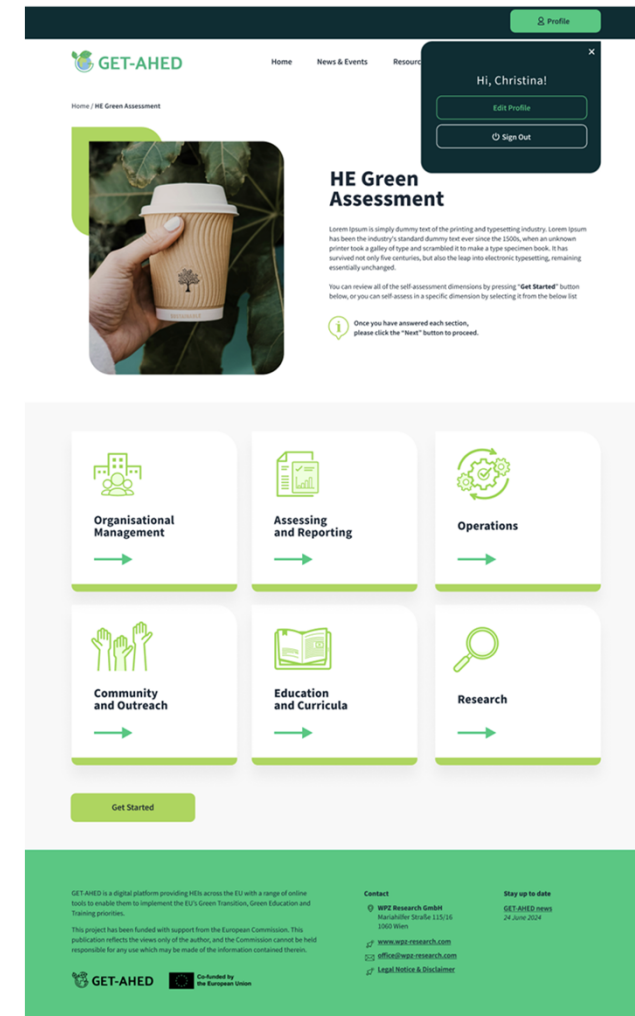 Profile
GET-AHED
Home
News & Events
Resourc
×
Hi, Christina!
Edit Profile
Sign Out
Home / HE Green Assessment
HE Green
Assessment
Lorem Ipsum is simply dummy text of the printing and typesetting industry. Lorem Ipsum
has been the industry's standard dummy text ever since the 1500s, when an unknown
printer took a galley of type and scrambled it to make a type specimen book. It has
survived not only five centuries, but also the leap into electronic typesetting, remaining
essentially unchanged.
You can review all of the self-assessment dimensions by pressing "Get Started" button
below, or you can self-assess in a specific dimension by selecting it from the below list
Once you have answered each section,
please click the "Next" button to proceed.
Organisational
Management
Assessing
and Reporting
Operations
Community
and Outreach
Education
and Curricula
Research
Get Started
GET-AHED is a digital platform providing HEIs across the EU with a range of online
tools to enable them to implement the EU's Green Transition, Green Education and
Training priorities.
This project has been funded with support from the European Commission. This
publication reflects the views only of the author, and the Commission cannot be held
responsible for any use which may be made of the information contained therein.
GET-AHED
Co-funded by
the European Union
Contact
WPZ Research GmbH
Mariahilfer Straße 115/16
1060 Wien
www.wpz-research.com
office@wpz-research.com
Legal Notice & Disclaimer
Stay up to date
GET-AHED news
24 June 2024